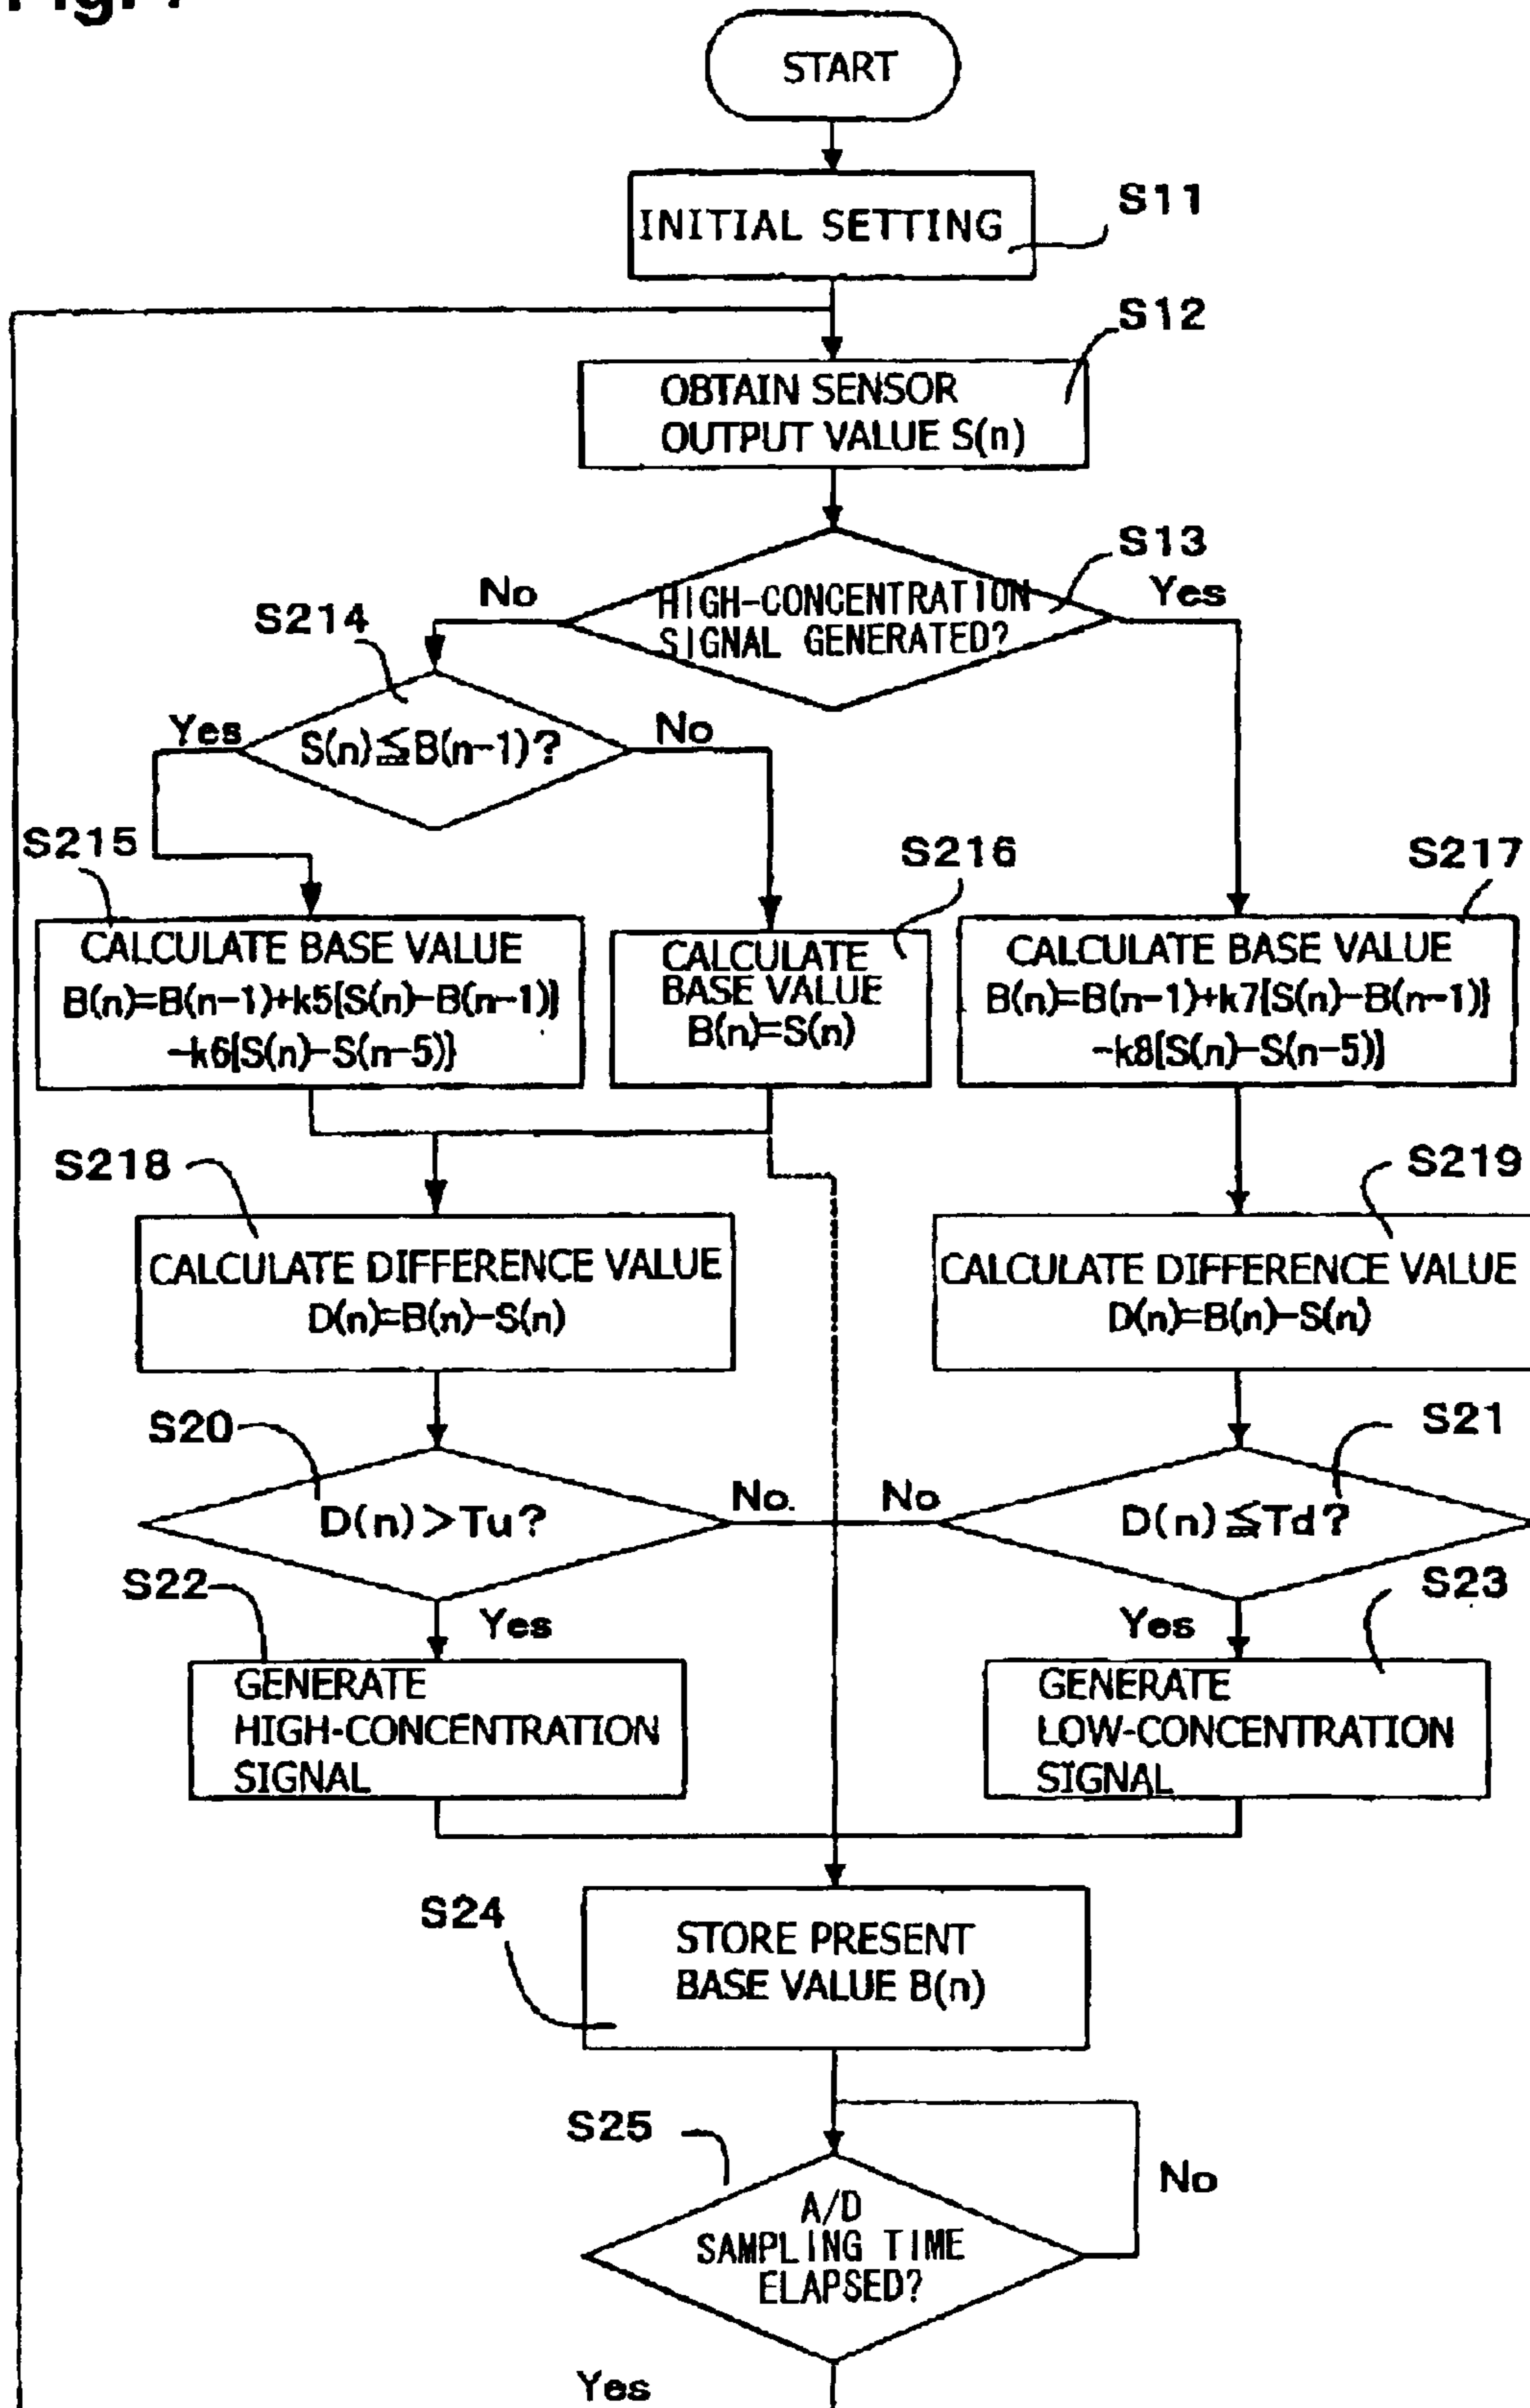 START
INITIAL SETTING
S11
S12
OBTAIN SENSOR
OUTPUT VALUE S(n)
S13
HIGH-CONCENTRATION
SIGNAL GENERATED?
No
Yes
S214
S(n)≦B(n-1)?
Yes
No
S215
CALCULATE BASE VALUE
B(n)=B(n-1)+k5{S(n)-B(n-1)}
-k6{S(n)-S(n-5)}
S216
CALCULATE
BASE VALUE
B(n)=S(n)
S217
CALCULATE BASE VALUE
B(n)=B(n-1)+k7{S(n)-B(n-1)}
-k8{S(n)-S(n-5)}
S218
CALCULATE DIFFERENCE VALUE
D(n)=B(n)-S(n)
S219
CALCULATE DIFFERENCE VALUE
D(n)=B(n)-S(n)
S20
D(n)>Tu?
No.
No
S21
D(n)≦Td?
S22
Yes
GENERATE
HIGH-CONCENTRATION
SIGNAL
S23
Yes
GENERATE
LOW-CONCENTRATION
SIGNAL
S24
STORE PRESENT
BASE VALUE B(n)
S25
A/D
SAMPLING TIME
ELAPSED?
No
Yes